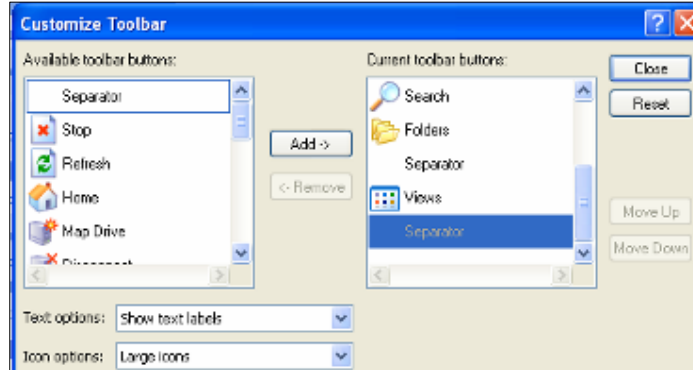 Customize Toolbar
Available toolbar buttons:
Current toolbar buttons:
Separator
Stop
Refresh
Home
Map Drive
Disconnect
Add ->
<- Remove
Search
Folders
Separator
Views
Separator
Close
Reset
Move Up
Move Down
Text options:
Show text labels
Icon options:
Large icons